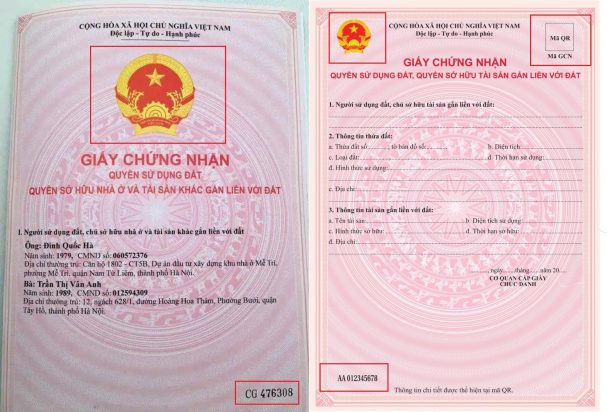 CỘNG HÒA XÃ HỘI CHỦ NGHĨA VIỆT NAM
Độc lập - Tự do - Hạnh phúc
GIẤY CHỨNG NHẬN
QUYỀN SỬ DỤNG ĐẤT
QUYỀN SỞ HỮU NHÀ Ở VÀ TÀI SẢN KHÁC GẮN LIỀN VỚI ĐẤT
I. Người sử dụng đất, chủ sở hữu nhà ở và tài sản khác gắn liền với đất
Ông: Đinh Quốc Hà
Năm sinh: 1979, CMND số: 060572376
Địa chỉ thường trú: Căn hộ 1802 - CT5B, Dự án đầu tư xây dựng khu nhà ở Mễ Trì,
phường Mễ Trì, quận Nam Từ Liêm, thành phố Hà Nội.
Bà: Trần Thị Vân Anh
Năm sinh: 1989, CMND số: 012594309
Địa chỉ thường trú: 12, ngách 628/1, đường Hoàng Hoa Thám, Phường Bưởi, quận
Tây Hồ, thành phố Hà Nội.
CG 476308
CỘNG HÒA XÃ HỘI CHỦ NGHĨA VIỆT NAM
Độc lập - Tự do - Hạnh phúc
Mã QR
Mã GCN
GIẤY CHỨNG NHẬN
QUYỀN SỬ DỤNG ĐẤT, QUYỀN SỞ HỮU TÀI SẢN GẮN LIỀN VỚI ĐẤT
1. Người sử dụng đất, chủ sở hữu tài sản gắn liền với đất:
2. Thông tin thửa đất:
a. Thửa đất số:......; tờ bản đồ số:............ b. Diện tích:
c. Loại đất: d. Thời hạn sử dụng:
đ. Hình thức sử dụng:
e. Địa chỉ:
3. Thông tin tài sản gắn liền với đất:
a. Tên tài sản: b. Diện tích sử dụng:
c. Hình thức sở hữu: d. Thời hạn sở hữu:
đ. Địa chỉ:
......, ngày......tháng......năm 20.....
CƠ QUAN CẤP GIẤY
CHỨC DANH
AA 012345678
Thông tin chi tiết được thể hiện tại mã QR.